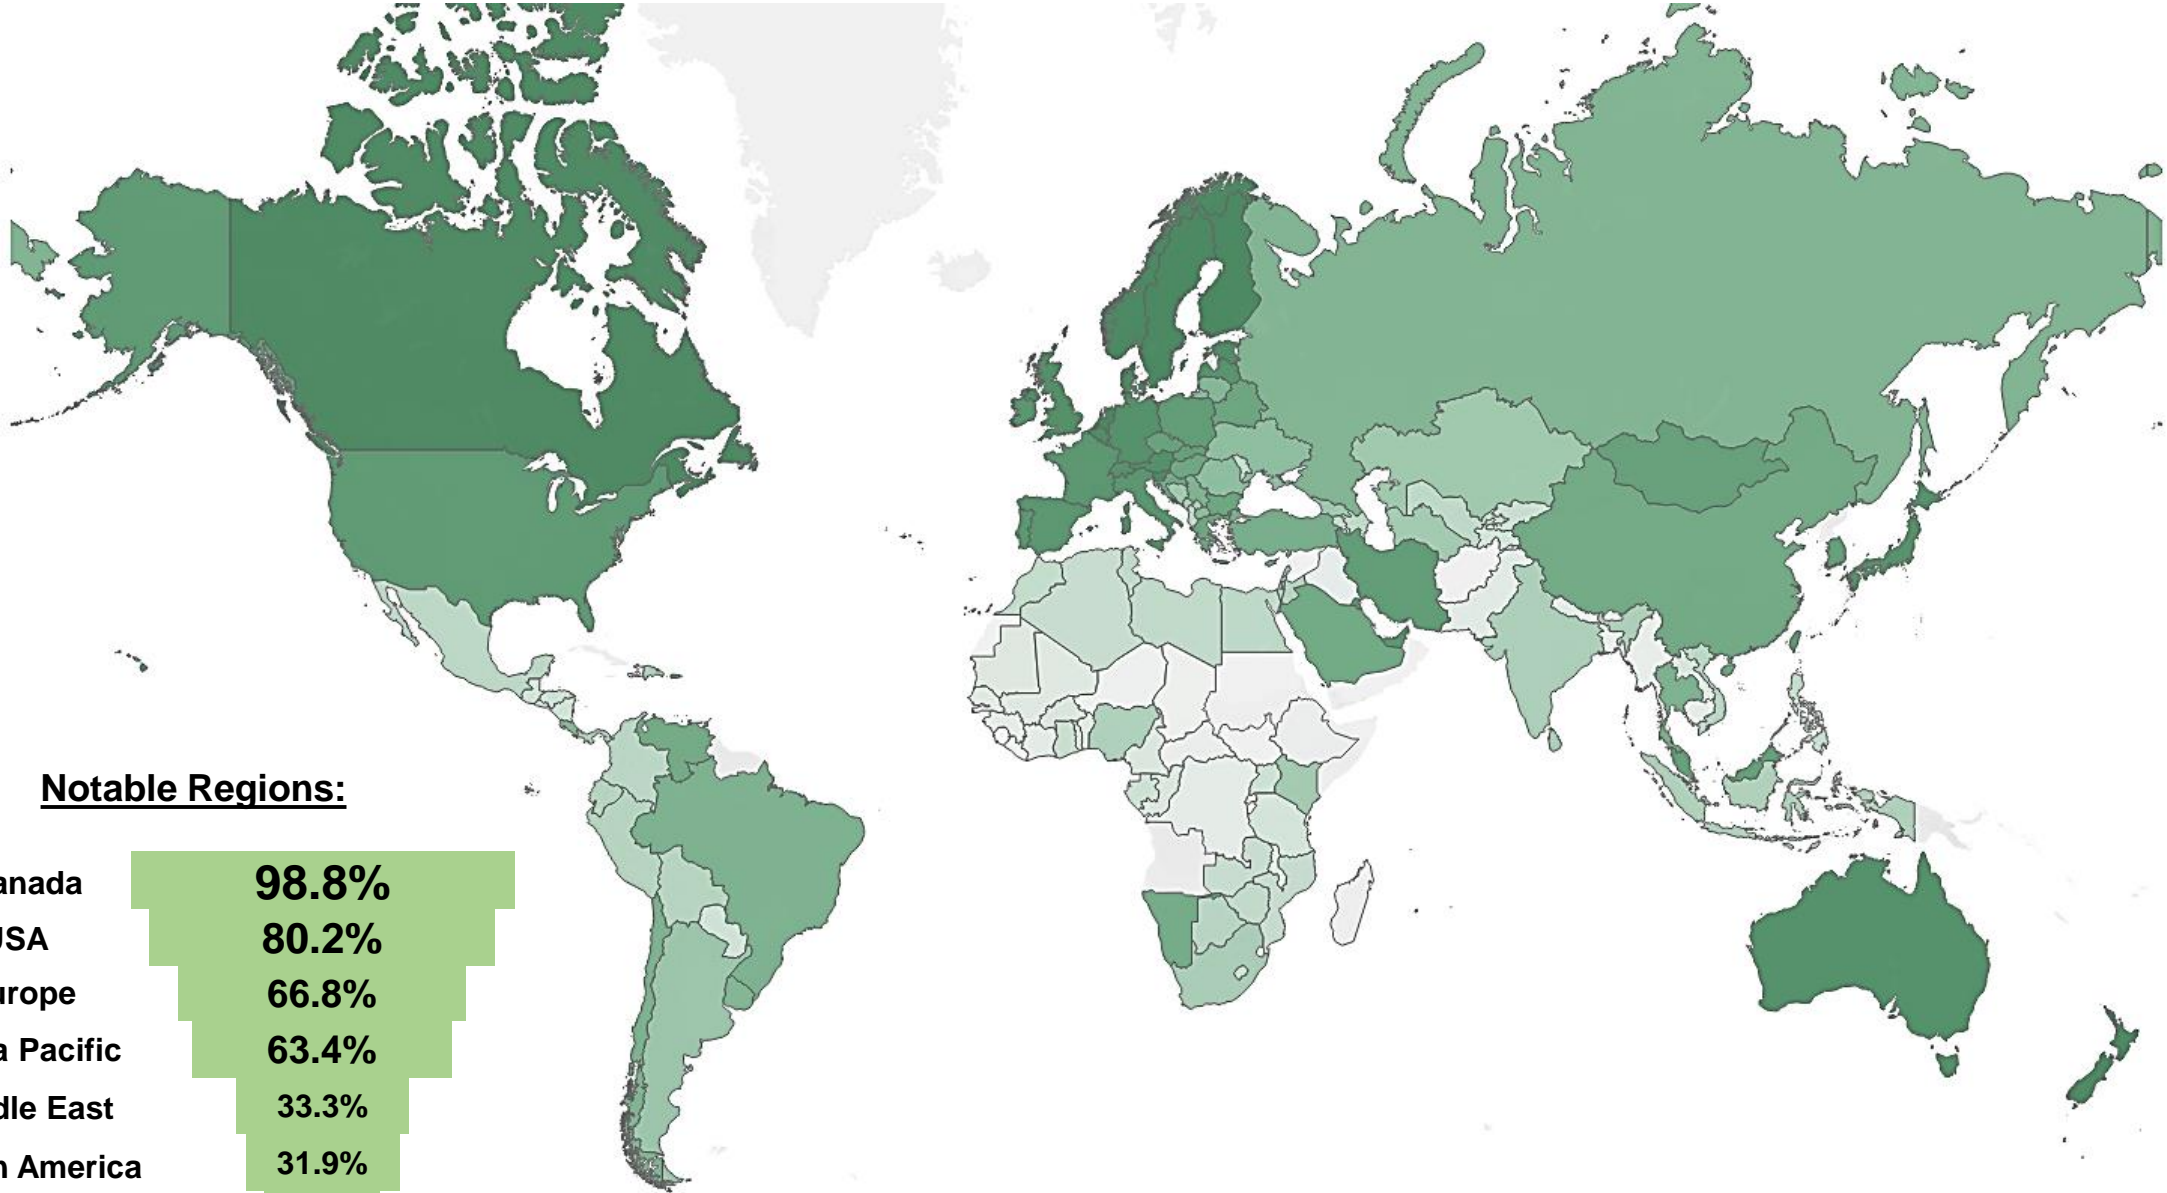 Notable Regions:
anada 98.8%
USA 80.2%
urope 66.8%
a Pacific 63.4%
dle East 33.3%
n America 31.9%